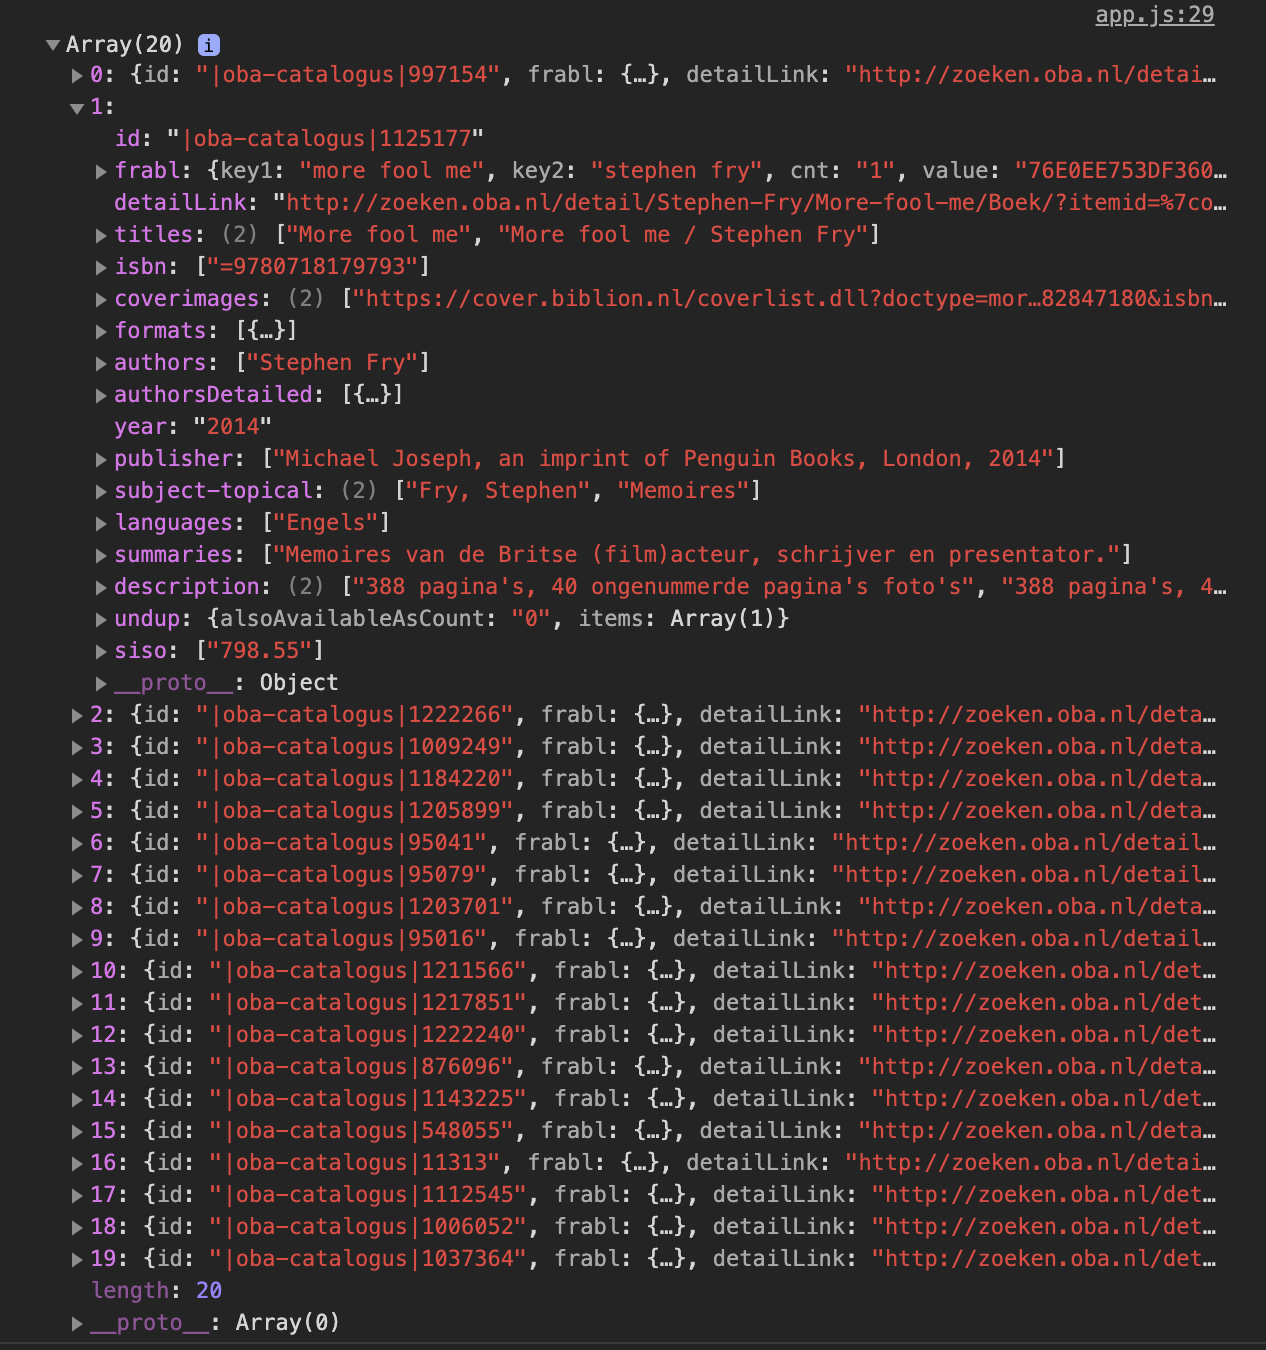 app.js:29
▼Array(20) i
▶0: {id: "|oba-catalogus|997154", frabl: {…}, detailLink: "http://zoeken.oba.nl/detai…
▼1:
id: "|oba-catalogus|1125177"
▶frabl: {key1: "more fool me", key2: "stephen fry", cnt: "1", value: "76E0EE753DF360…
detailLink: "http://zoeken.oba.nl/detail/Stephen-Fry/More-fool-me/Boek/?itemid=%7co…
▶titles: (2) ["More fool me", "More fool me / Stephen Fry"]
▶isbn: ["=9780718179793"]
▶coverimages: (2) ["https://cover.biblion.nl/coverlist.dll?doctype=mor…82847180&isbn…
▶formats: [{…}]
▶authors: ["Stephen Fry"]
▶authorsDetailed: [{…}]
year: "2014"
▶publisher: ["Michael Joseph, an imprint of Penguin Books, London, 2014"]
▶subject-topical: (2) ["Fry, Stephen", "Memoires"]
▶languages: ["Engels"]
▶summaries: ["Memoires van de Britse (film)acteur, schrijver en presentator."]
▶description: (2) ["388 pagina's, 40 ongenummerde pagina's foto's", "388 pagina's, 4…
▶undup: {alsoAvailableAsCount: "0", items: Array(1)}
▶siso: ["798.55"]
▶__proto__: Object
▶2: {id: "|oba-catalogus|1222266", frabl: {…}, detailLink: "http://zoeken.oba.nl/deta…
▶3: {id: "|oba-catalogus|1009249", frabl: {…}, detailLink: "http://zoeken.oba.nl/deta…
▶4: {id: "|oba-catalogus|1184220", frabl: {…}, detailLink: "http://zoeken.oba.nl/deta…
▶5: {id: "|oba-catalogus|1205899", frabl: {…}, detailLink: "http://zoeken.oba.nl/deta…
▶6: {id: "|oba-catalogus|95041", frabl: {…}, detailLink: "http://zoeken.oba.nl/detail…
▶7: {id: "|oba-catalogus|95079", frabl: {…}, detailLink: "http://zoeken.oba.nl/detail…
▶8: {id: "|oba-catalogus|1203701", frabl: {…}, detailLink: "http://zoeken.oba.nl/deta…
▶9: {id: "|oba-catalogus|95016", frabl: {…}, detailLink: "http://zoeken.oba.nl/detail…
▶10: {id: "|oba-catalogus|1211566", frabl: {…}, detailLink: "http://zoeken.oba.nl/det…
▶11: {id: "|oba-catalogus|1217851", frabl: {…}, detailLink: "http://zoeken.oba.nl/det…
▶12: {id: "|oba-catalogus|1222240", frabl: {…}, detailLink: "http://zoeken.oba.nl/det…
▶13: {id: "|oba-catalogus|876096", frabl: {…}, detailLink: "http://zoeken.oba.nl/deta…
▶14: {id: "|oba-catalogus|1143225", frabl: {…}, detailLink: "http://zoeken.oba.nl/det…
▶15: {id: "|oba-catalogus|548055", frabl: {…}, detailLink: "http://zoeken.oba.nl/deta…
▶16: {id: "|oba-catalogus|11313", frabl: {…}, detailLink: "http://zoeken.oba.nl/detai…
▶17: {id: "|oba-catalogus|1112545", frabl: {…}, detailLink: "http://zoeken.oba.nl/det…
▶18: {id: "|oba-catalogus|1006052", frabl: {…}, detailLink: "http://zoeken.oba.nl/det…
▶19: {id: "|oba-catalogus|1037364", frabl: {…}, detailLink: "http://zoeken.oba.nl/det…
length: 20
▶__proto__: Array(0)